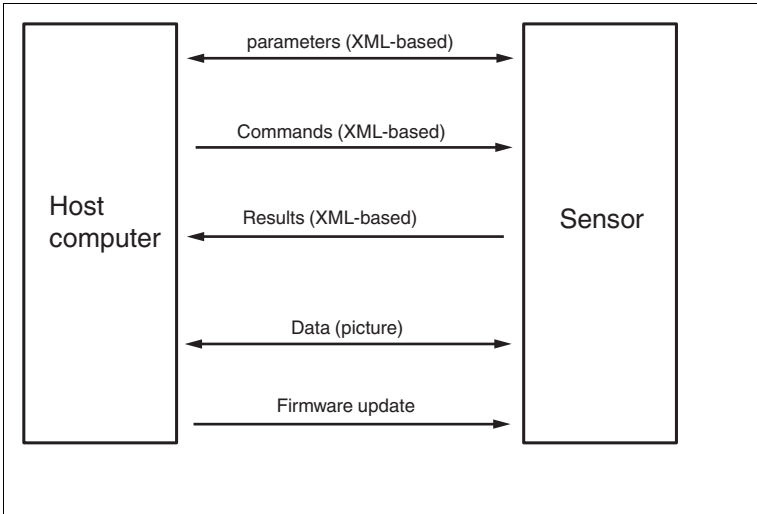 parameters (XML-based)
Commands (XML-based)
Host
computer
Results (XML-based)
Sensor
Data (picture)
Firmware update